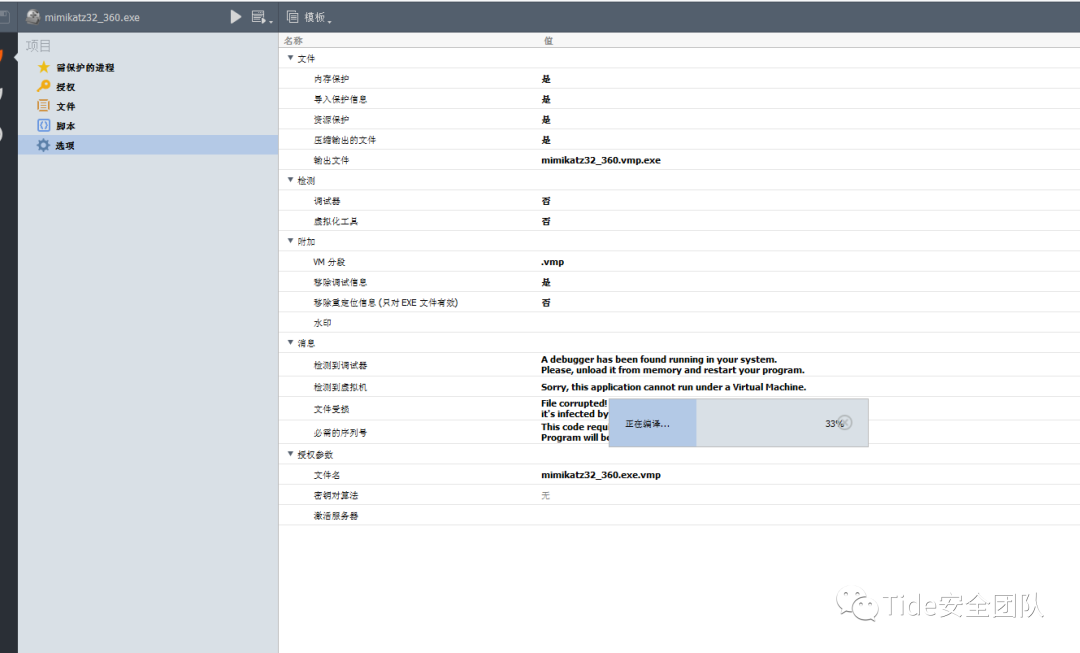 mimikatz32_360.exe
模板
项目
需保护的进程
授权
文件
脚本
选项
名称 值
文件
内存保护 是
导入保护信息 是
资源保护 是
压缩输出的文件 是
输出文件 mimikatz32_360.vmp.exe
检测
调试器 否
虚拟化工具 否
附加
VM 分段 .vmp
移除调试信息 是
移除重定位信息 (只对 EXE 文件有效) 否
水印
消息
检测到调试器 A debugger has been found running in your system.
Please, unload it from memory and restart your program.
检测到虚拟机 Sorry, this application cannot run under a Virtual Machine.
文件受损 File corrupted!
it's infected by
必需的序列号 This code requ
Program will be
正在编译... 33%
授权参数
文件名 mimikatz32_360.exe.vmp
密钥对算法 无
激活服务器
Tide安全团队